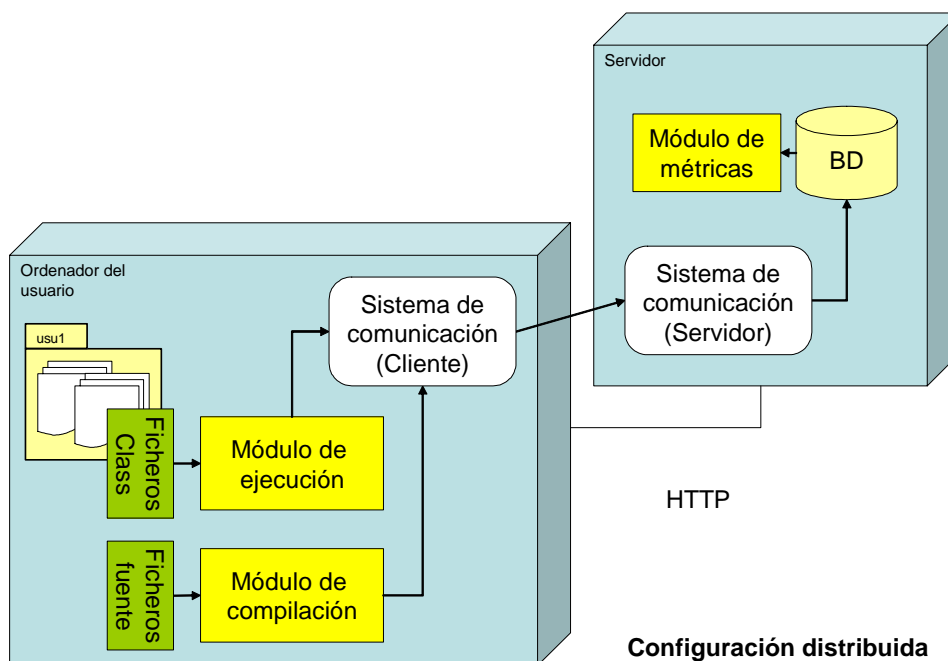 Servidor
Módulo de
métricas
BD
Sistema de
comunicación
(Servidor)
Ordenador del
usuario
Sistema de
comunicación
(Cliente)
usu1
Ficheros
Class
Módulo de
ejecución
HTTP
Ficheros
fuente
Módulo de
compilación
Configuración distribuida